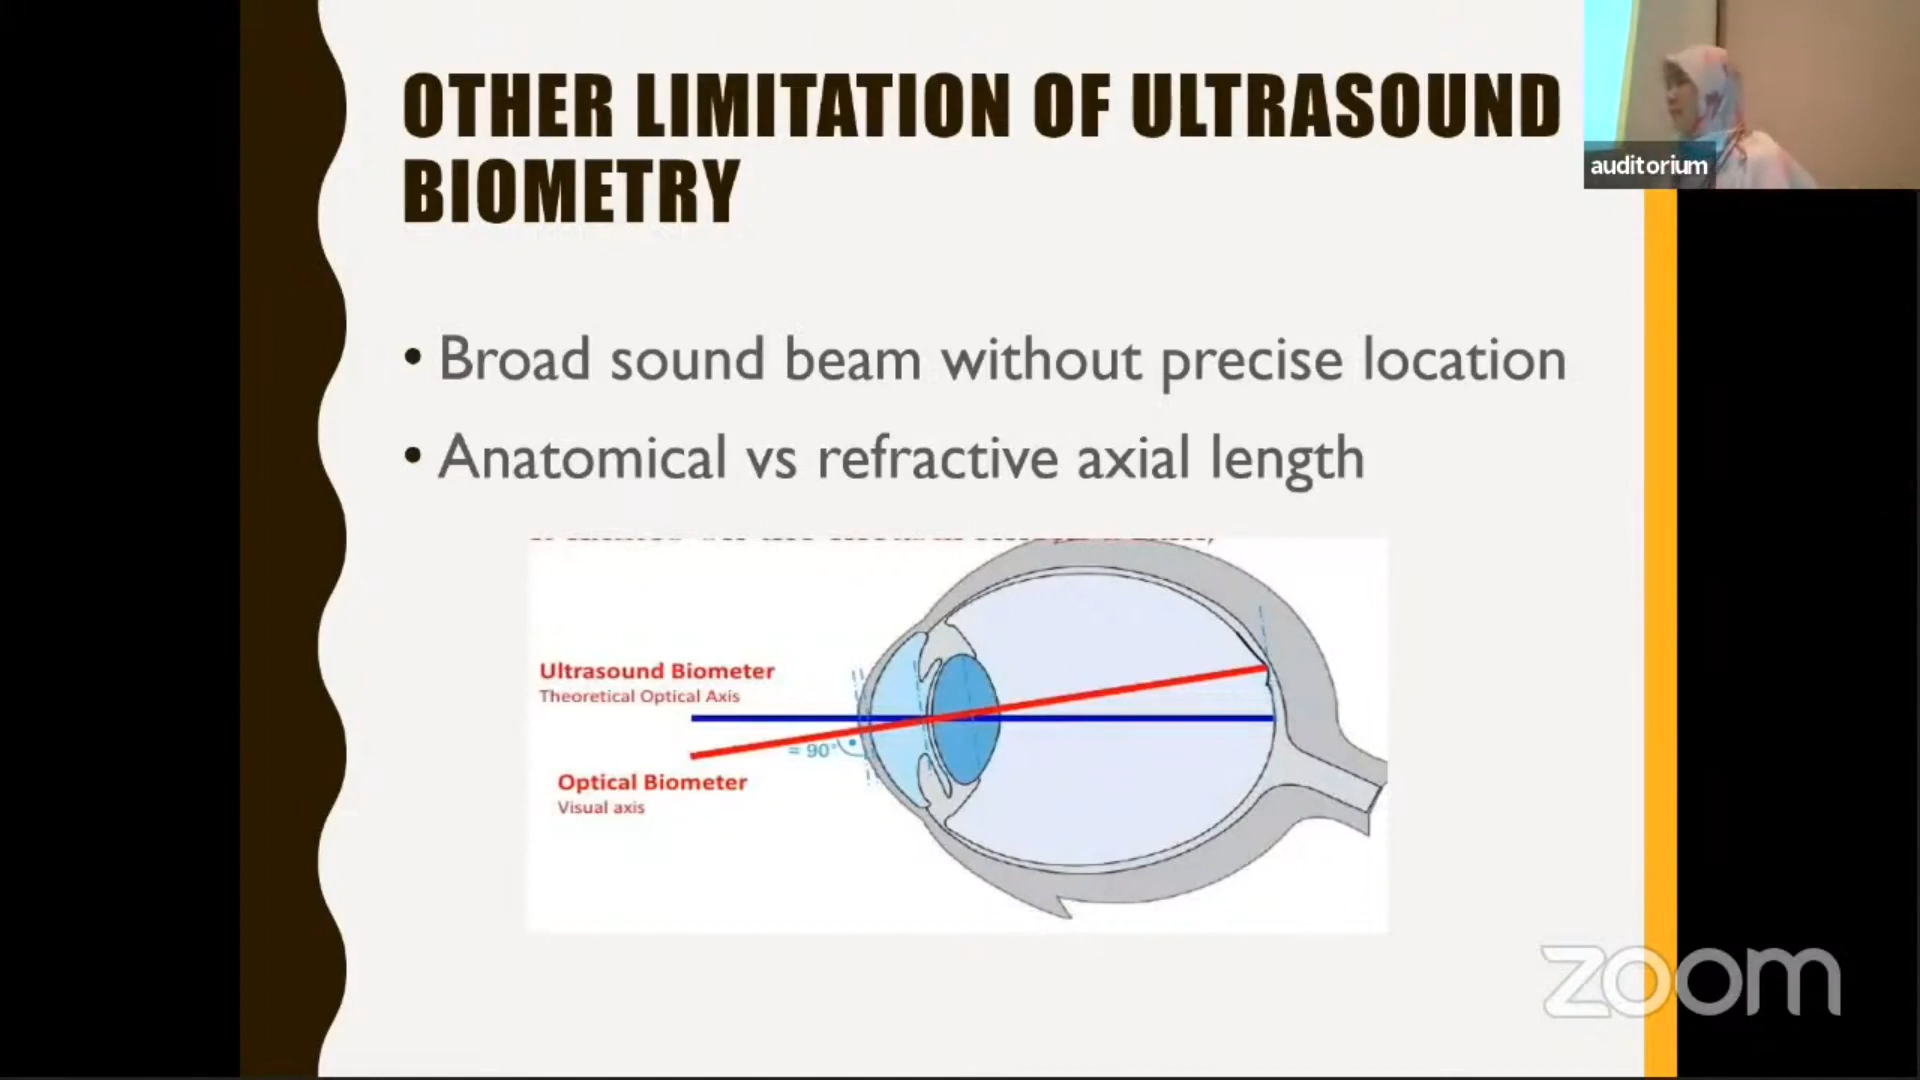 OTHER LIMITATION OF ULTRASOUND
BIOMETRY
auditorium
• Broad sound beam without precise location
• Anatomical vs refractive axial length
Ultrasound Biometer
Theoretical Optical Axis
= 90°
Optical Biometer
Visual axis
zoom